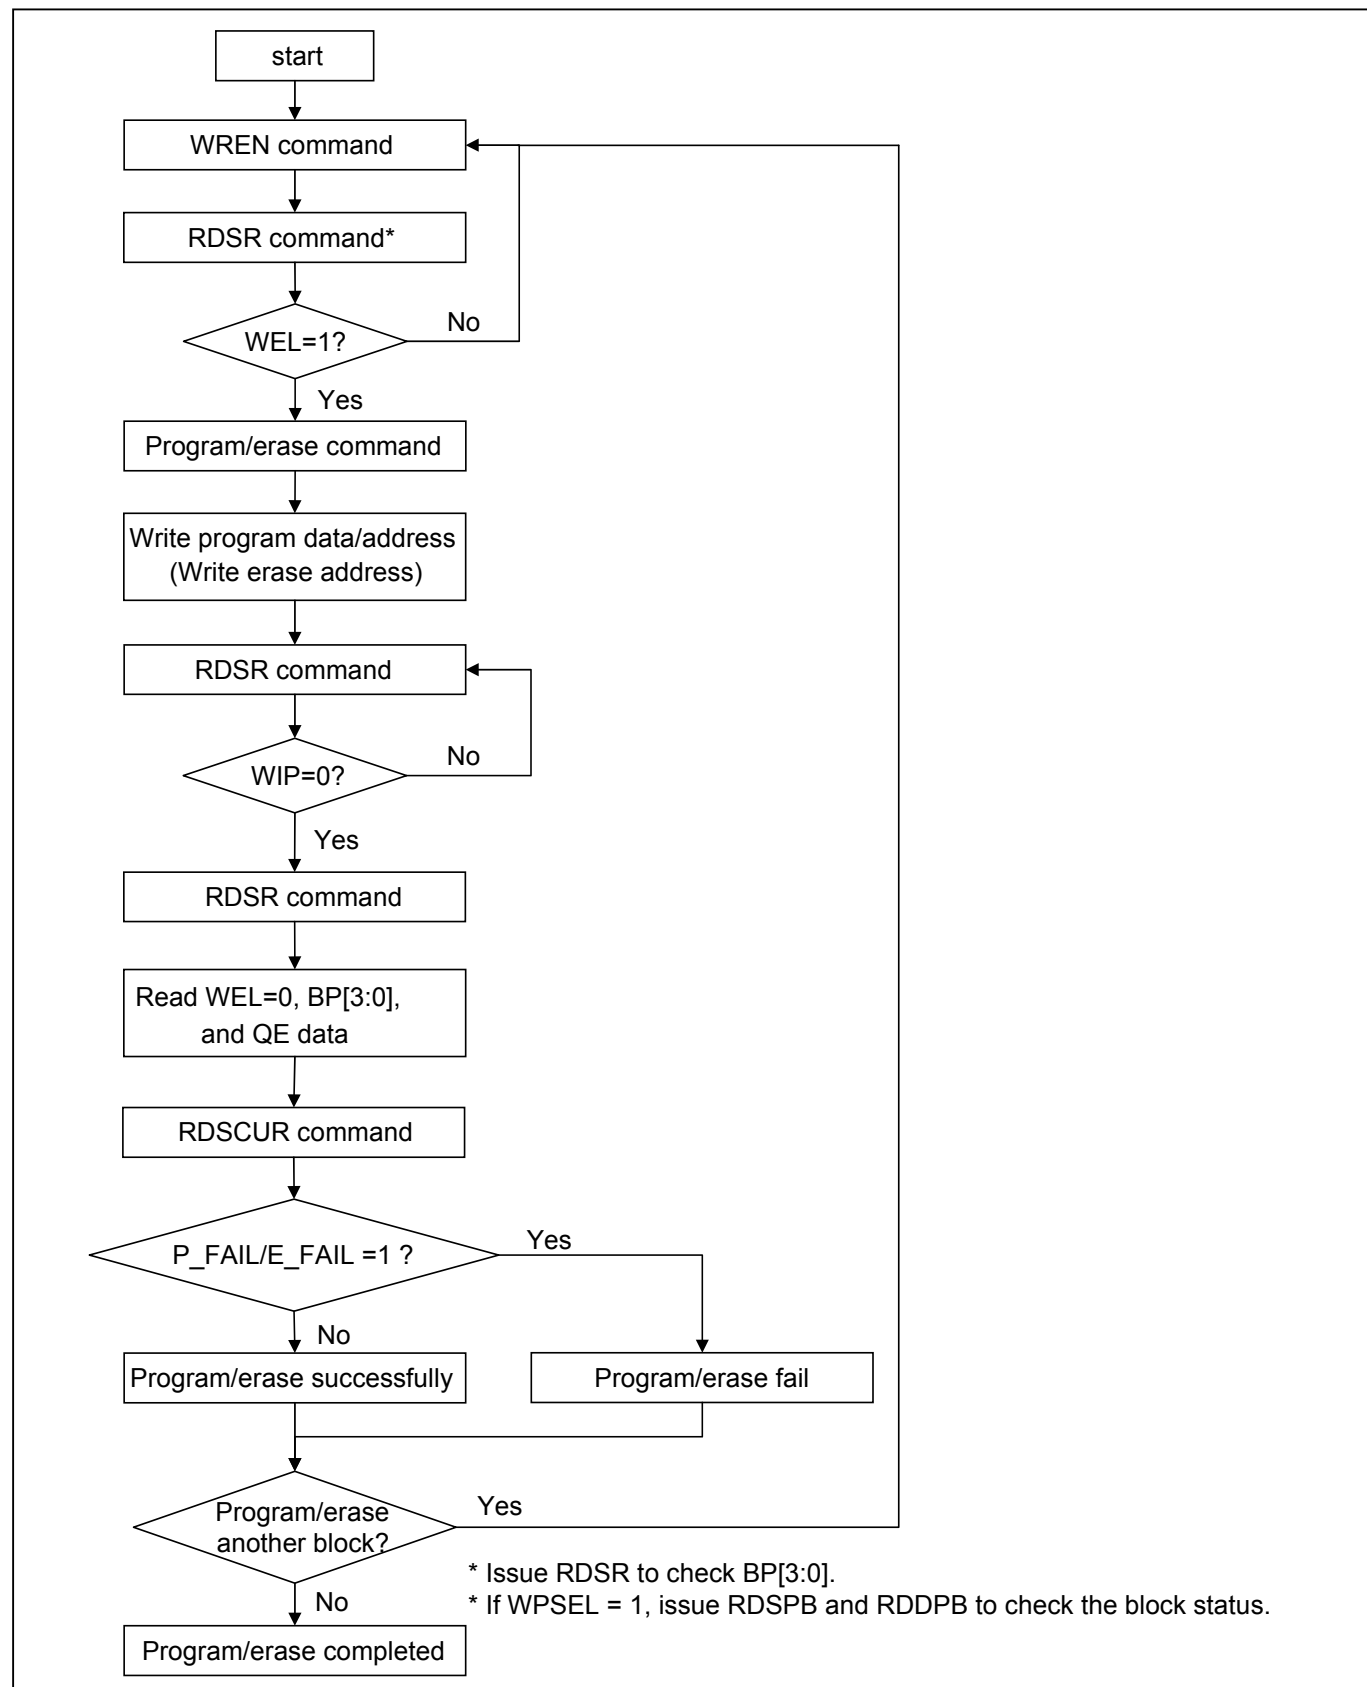 start
WREN command
RDSR command*
WEL=1?
No
Yes
Program/erase command
Write program data/address
(Write erase address)
RDSR command
WIP=0?
No
Yes
RDSR command
Read WEL=0, BP[3:0],
and QE data
RDSCUR command
P_FAIL/E_FAIL =1 ?
Yes
No
Program/erase successfully
Program/erase fail
Program/erase
another block?
Yes
* Issue RDSR to check BP[3:0].
* If WPSEL = 1, issue RDSPB and RDDPB to check the block status.
No
Program/erase completed